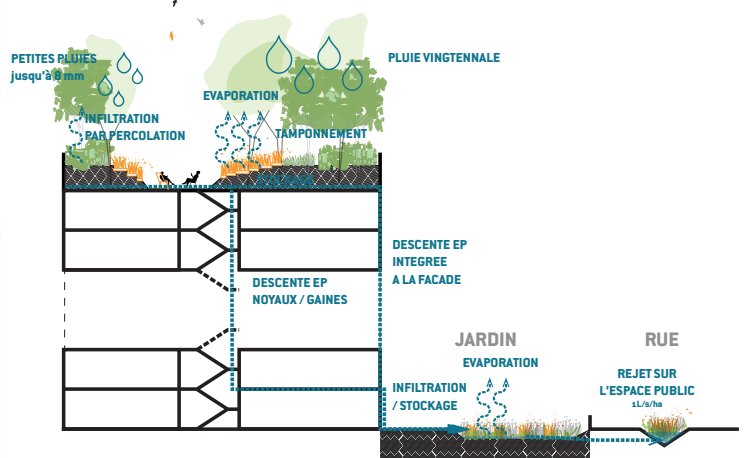 PETITES PLUIES
jusqu'à 8 mm
PLUIE VINGTENNALE
EVAPORATION
INFILTRATION
PAR PERCOLATION
TAMPONNEMENT
STOCKAGE
DESCENTE EP
INTEGREE
A LA FACADE
DESCENTE EP
NOYAUX / GAINES
JARDIN
RUE
EVAPORATION
REJET SUR
L'ESPACE PUBLIC
1L/s/ha
INFILTRATION
/ STOCKAGE